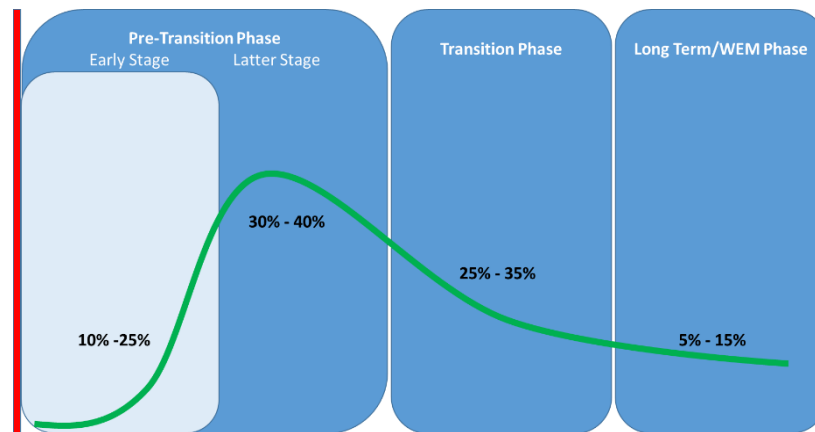 Pre-Transition Phase
Early Stage
Latter Stage
Transition Phase
Long Term/WEM Phase
30% - 40%
25% - 35%
10% -25%
5% - 15%